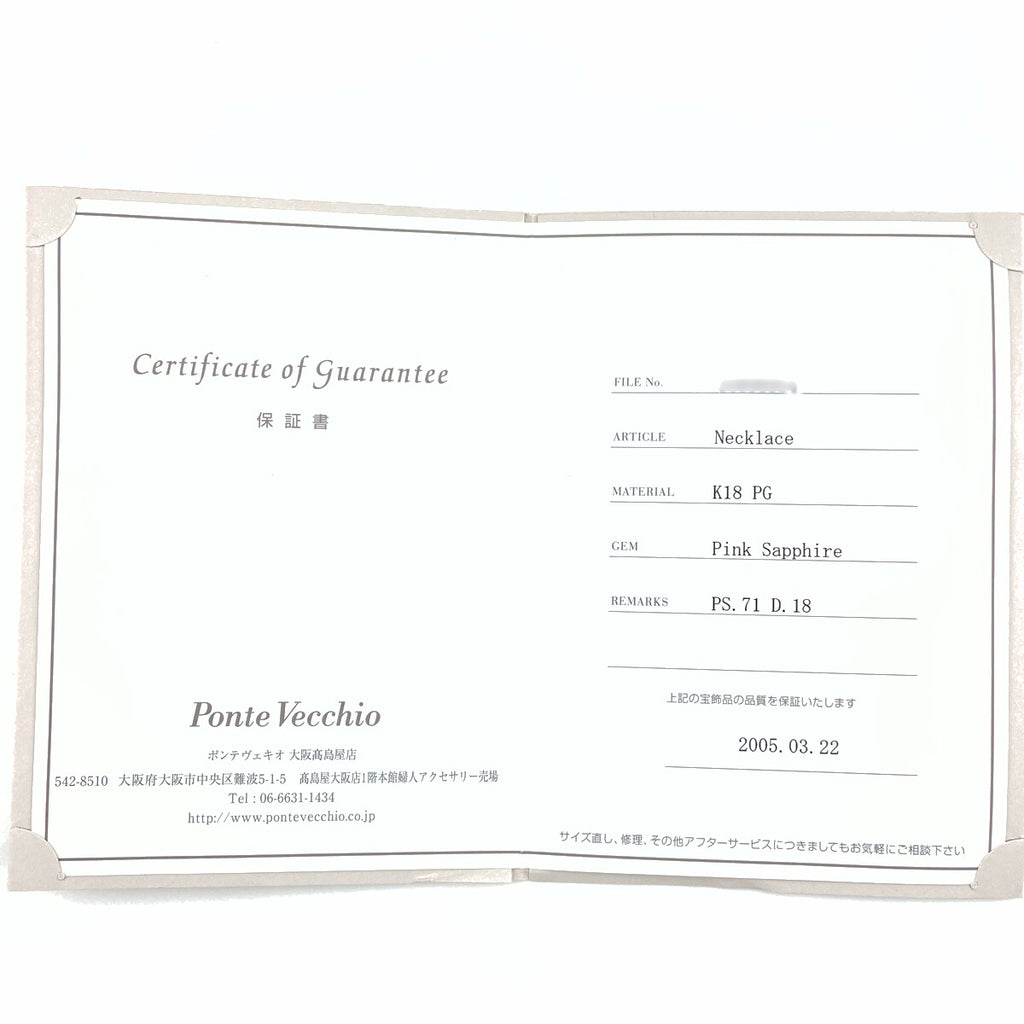 Certificate of Guarantee
保証書
Ponte Vecchio
ポンテヴェキオ 大阪髙島屋店
542-8510 大阪府大阪市中央区難波5-1-5 髙島屋大阪店1階本館婦人アクセサリー売場
Tel : 06-6631-1434
http://www.pontevecchio.co.jp
FILE No.
ARTICLE Necklace
MATERIAL K18 PG
GEM Pink Sapphire
REMARKS PS.71 D.18
上記の宝飾品の品質を保証いたします
2005.03.22
サイズ直し、修理、その他アフターサービスにつきましてもお気軽にご相談下さい